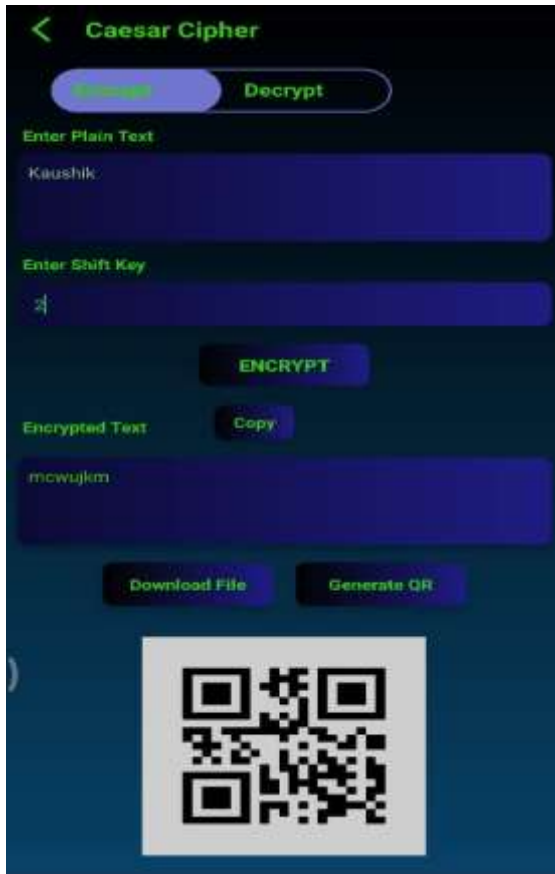 Caesar Cipher
Encrypt Decrypt
Enter Plain Text
Kaushik
Enter Shift Key
2
ENCRYPT
Encrypted Text Copy
mcwujkm
Download File Generate QR